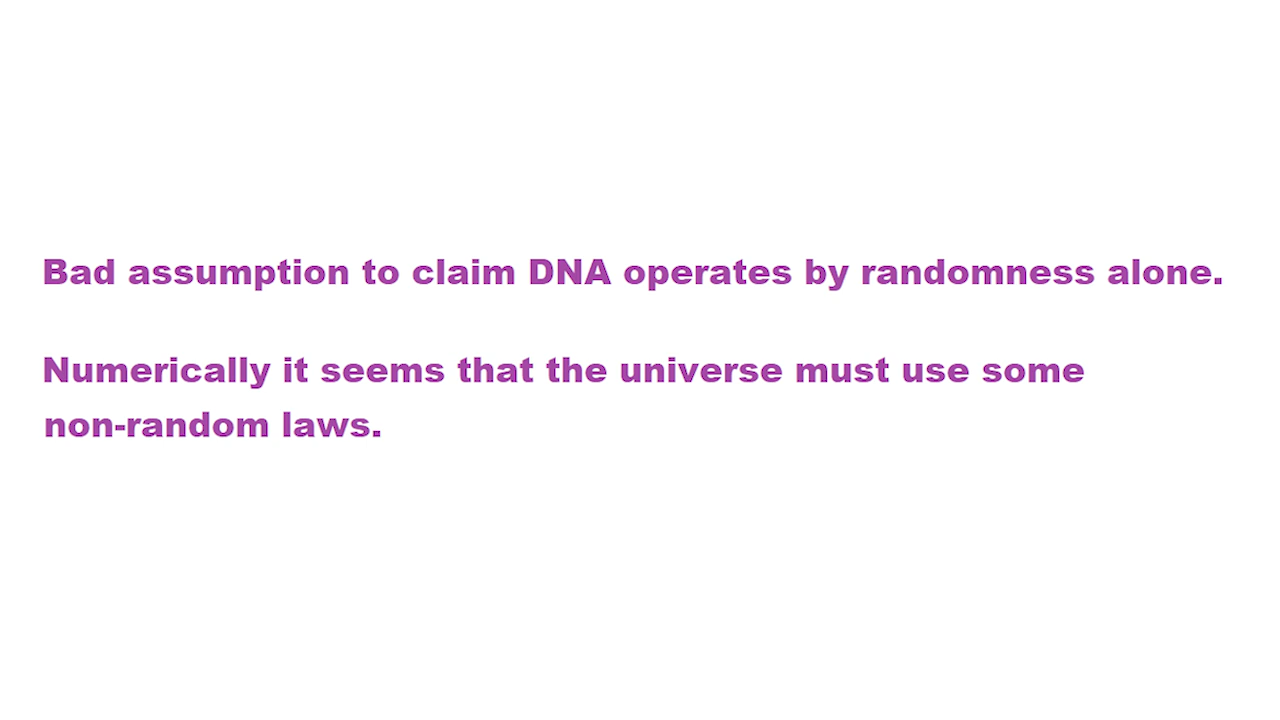 Bad assumption to claim DNA operates by randomness alone.
Numerically it seems that the universe must use some
non-random laws.